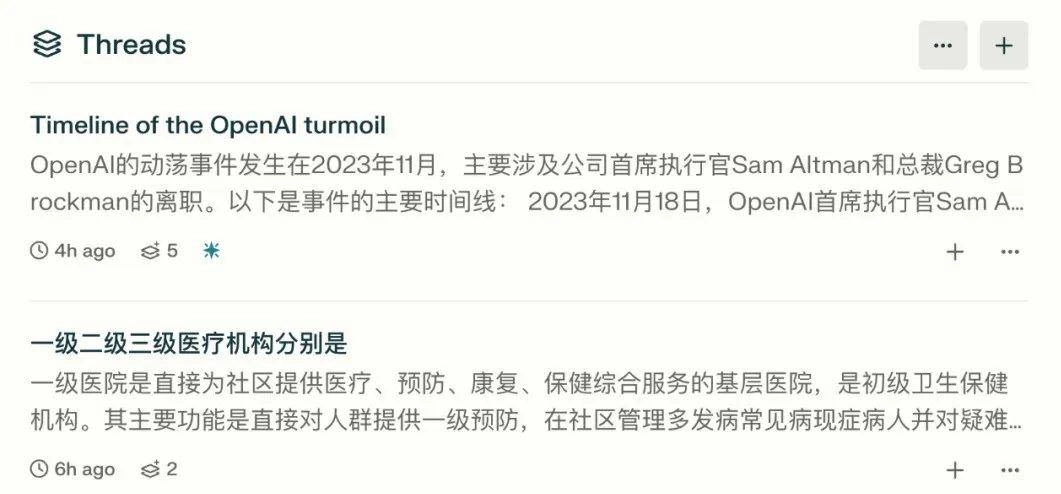 Threads
Timeline of the OpenAI turmoil
OpenAI的动荡事件发生在2023年11月，主要涉及公司首席执行官Sam Altman和总裁Greg B
rockman的离职。以下是事件的主要时间线： 2023年11月18日，OpenAI首席执行官Sam A...
4h ago 5
一级二级三级医疗机构分别是
一级医院是直接为社区提供医疗、预防、康复、保健综合服务的基层医院，是初级卫生保健
机构。其主要功能是直接对人群提供一级预防，在社区管理多发病常见病现症病人并对疑难...
6h ago 2